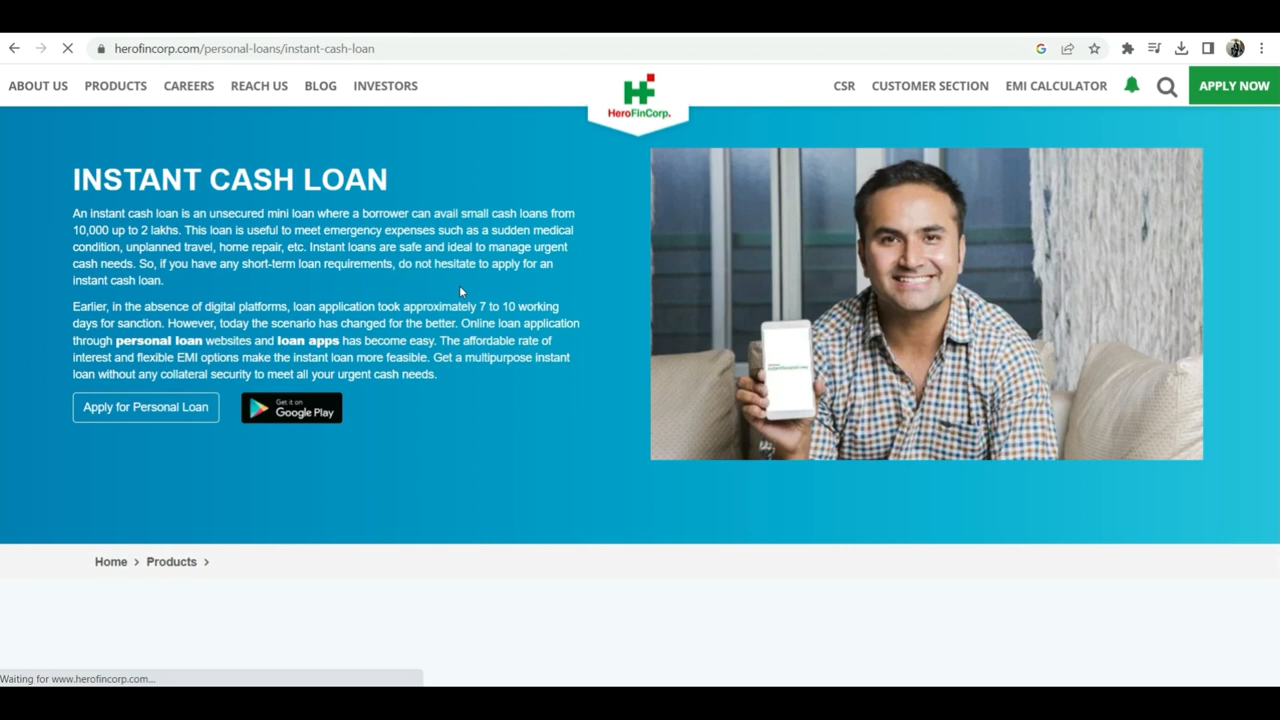 herofincorp.com/personal-loans/instant-cash-loan
ABOUT US PRODUCTS CAREERS REACH US BLOG INVESTORS
HeroFinCorp.
CSR CUSTOMER SECTION EMI CALCULATOR APPLY NOW
INSTANT CASH LOAN
An instant cash loan is an unsecured mini loan where a borrower can avail small cash loans from
10,000 up to 2 lakhs. This loan is useful to meet emergency expenses such as a sudden medical
condition, unplanned travel, home repair, etc. Instant loans are safe and ideal to manage urgent
cash needs. So, if you have any short-term loan requirements, do not hesitate to apply for an
instant cash loan.
Earlier, in the absence of digital platforms, loan application took approximately 7 to 10 working
days for sanction. However, today the scenario has changed for the better. Online loan application
through personal loan websites and loan apps has become easy. The affordable rate of
interest and flexible EMI options make the instant loan more feasible. Get a multipurpose instant
loan without any collateral security to meet all your urgent cash needs.
Apply for Personal Loan
Get it on
Google Play
Home > Products >
Waiting for www.herofincorp.com...